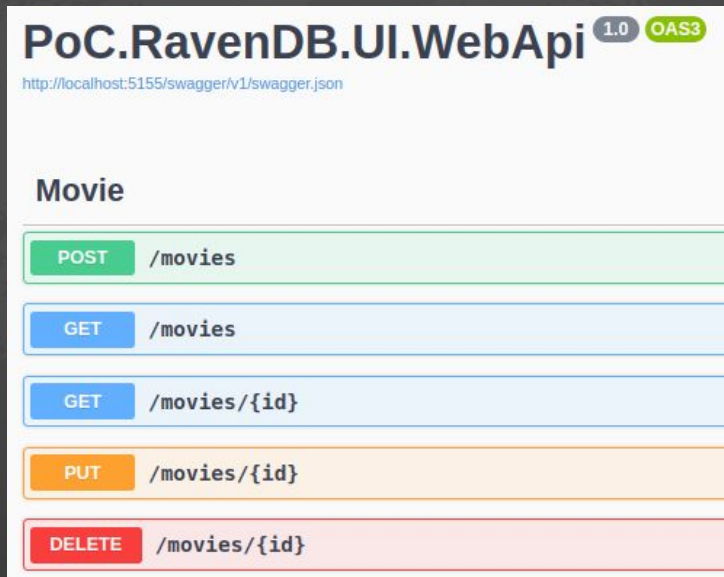 PoC.RavenDB.UI.WebApi 1.0 OAS3
http://localhost:5155/swagger/v1/swagger.json
Movie
POST /movies
GET /movies
GET /movies/{id}
PUT /movies/{id}
DELETE /movies/{id}